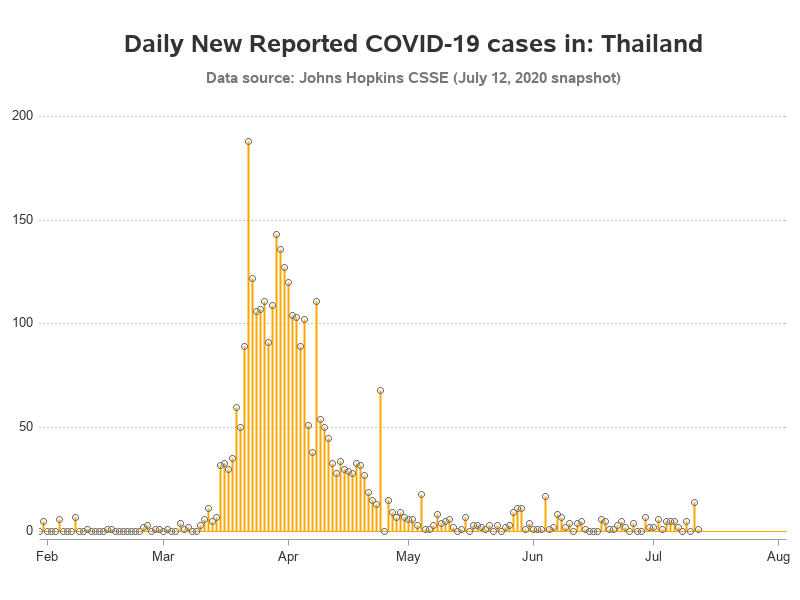 Daily New Reported COVID-19 cases in: Thailand
Data source: Johns Hopkins CSSE (July 12, 2020 snapshot)
200
150
100
50
0
Feb Mar Apr May Jun Jul Aug